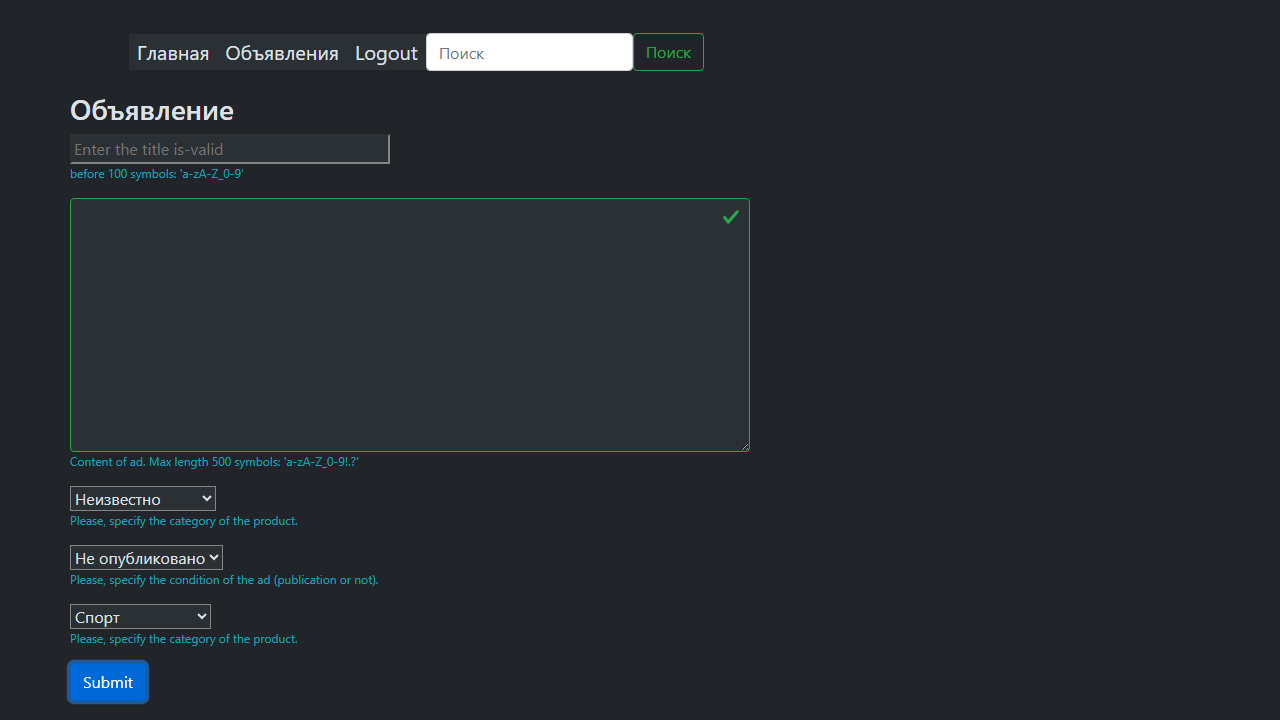 Главная Объявления Logout Поиск Поиск
Объявление
Enter the title is-valid
before 100 symbols: 'a-zA-Z_0-9'
Content of ad. Max length 500 symbols: 'a-zA-Z_0-9!.?'
Неизвестно
Please, specify the category of the product.
Не опубликовано
Please, specify the condition of the ad (publication or not).
Спорт
Please, specify the category of the product.
Submit